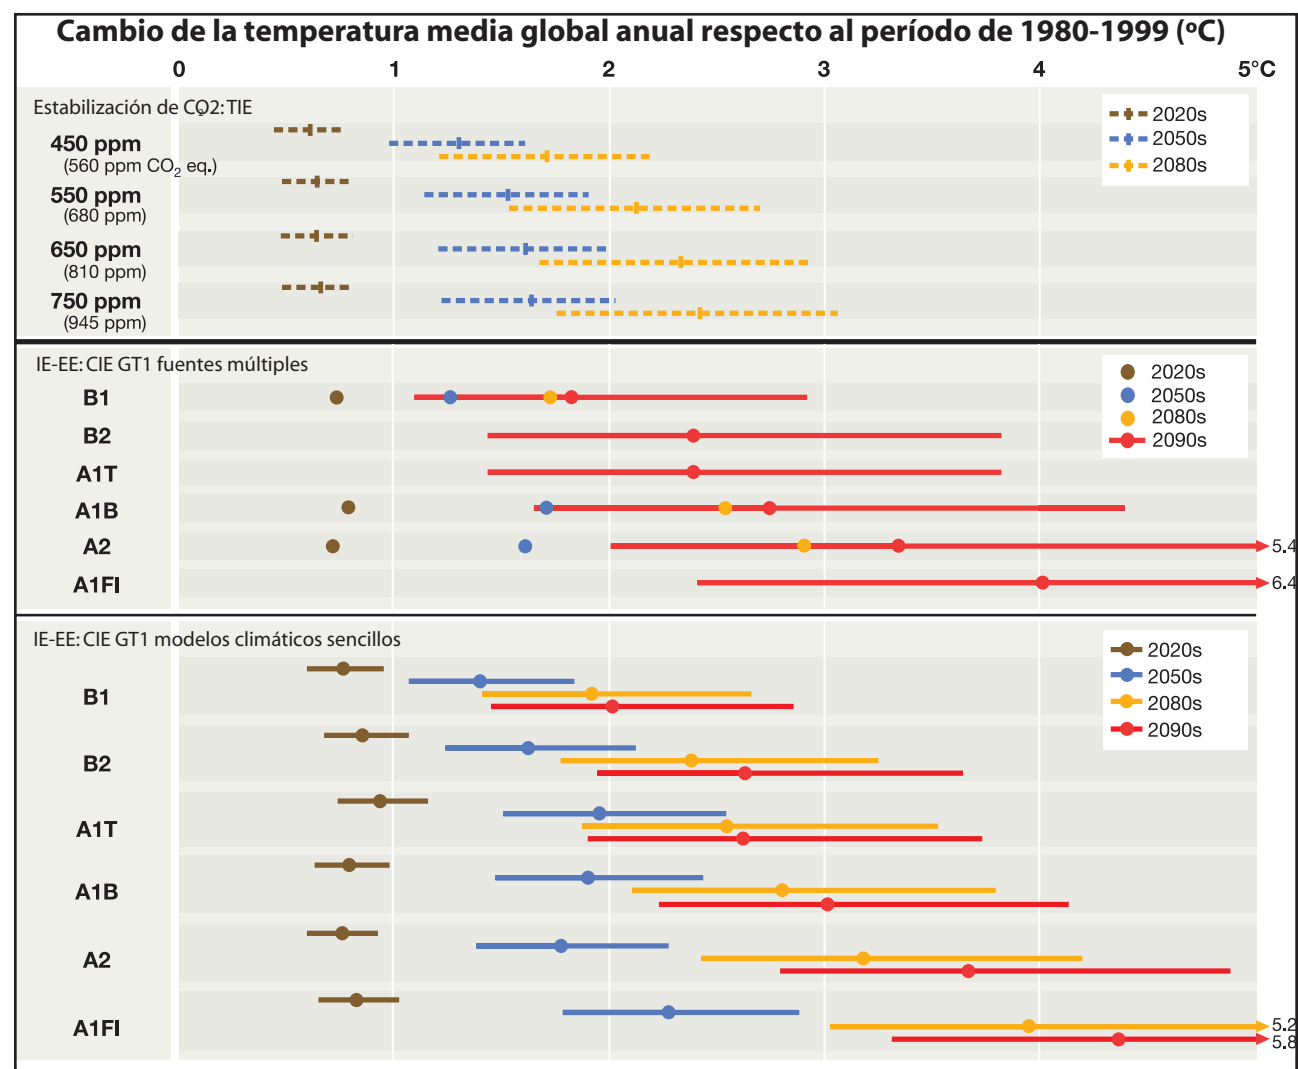 Cambio de la temperatura media global anual respecto al período de 1980-1999 (ºC)
0 1 2 3 4 5°C
Estabilización de CO2: TIE
2020s
2050s
2080s
450 ppm
(560 ppm CO2 eq.)
550 ppm
(680 ppm)
650 ppm
(810 ppm)
750 ppm
(945 ppm)
IE-EE: CIE GT1 fuentes múltiples
2020s
2050s
2080s
2090s
B1
B2
A1T
A1B
A2
5.4
A1FI
6.4
IE-EE: CIE GT1 modelos climáticos sencillos
2020s
2050s
2080s
2090s
B1
B2
A1T
A1B
A2
A1FI
5.2
5.8